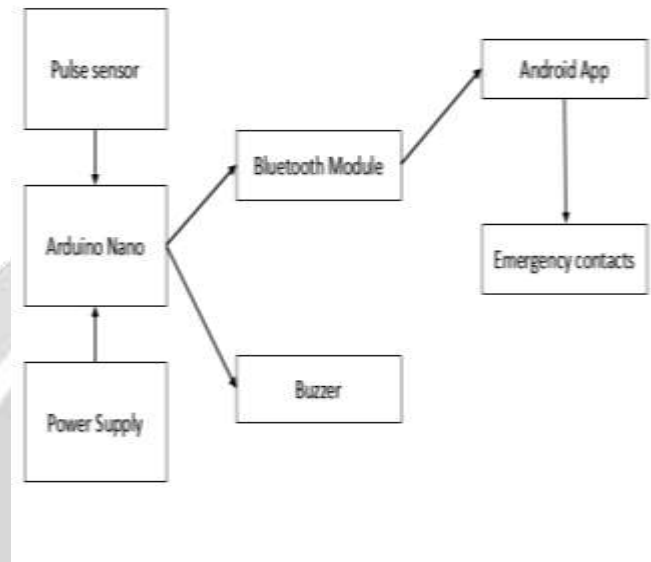 Pulse sensor
Android App
Bluetooth Module
Arduino Nano
Emergency contacts
Buzzer
Power Supply